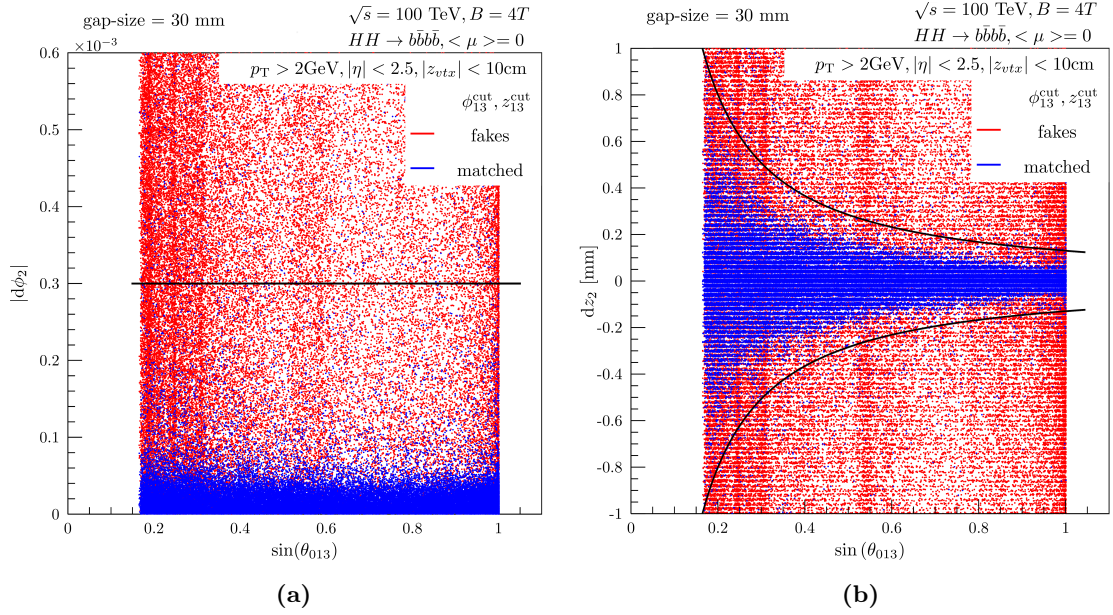 gap-size = 30 mm
√s = 100 TeV, B = 4T
HH → bb̄bb̄, < μ >= 0
×10⁻³
p_T > 2GeV, |η| < 2.5, |z_vtx| < 10cm
φ₁₃^cut, z₁₃^cut
fakes
matched
|dφ₂|
0.6
0.5
0.4
0.3
0.2
0.1
0
0 0.2 0.4 0.6 0.8 1
sin(θ₀₁₃)
(a)
gap-size = 30 mm
√s = 100 TeV, B = 4T
HH → bb̄bb̄, < μ >= 0
p_T > 2GeV, |η| < 2.5, |z_vtx| < 10cm
φ₁₃^cut, z₁₃^cut
fakes
matched
dz₂ [mm]
1
0.8
0.6
0.4
0.2
0
-0.2
-0.4
-0.6
-0.8
-1
0 0.2 0.4 0.6 0.8 1
sin (θ₀₁₃)
(b)